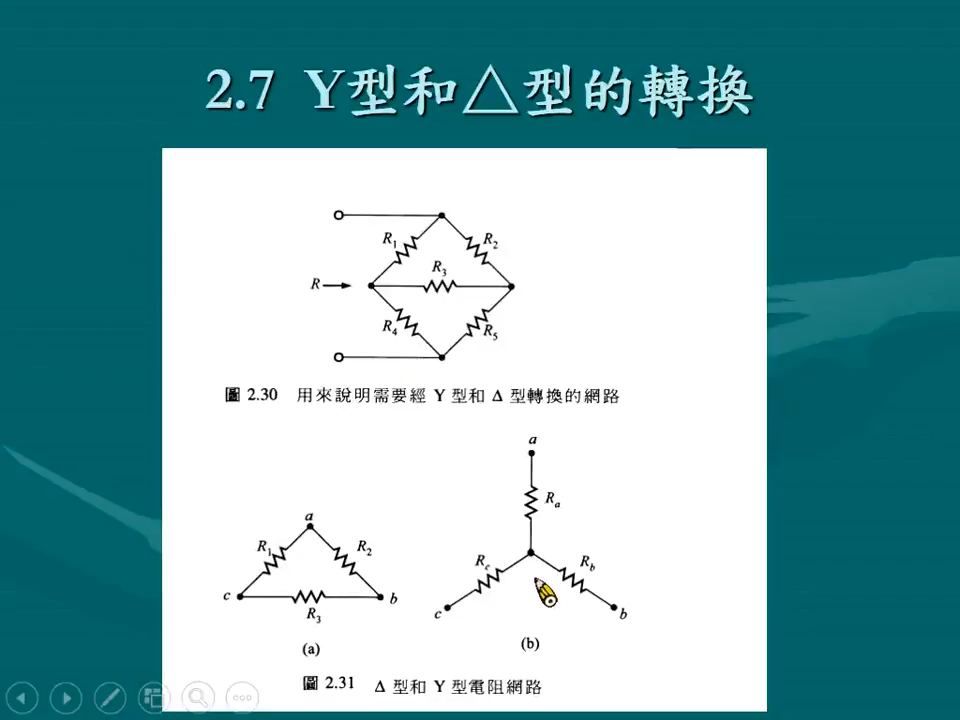 2.7 Y型和△型的轉換
R1
R2
R3
R
R4
R5
圖 2.30 用來說明需要經 Y 型和 Δ 型轉換的網路
a
Ra
a
R1
R2
Rc
Rb
c
b
R3
c
b
(a)
(b)
圖 2.31 Δ 型和 Y 型電阻網路